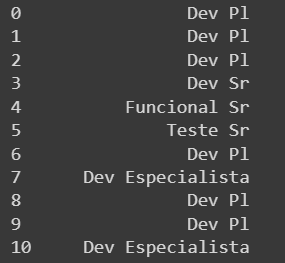 0 Dev Pl
1 Dev Pl
2 Dev Pl
3 Dev Sr
4 Funcional Sr
5 Teste Sr
6 Dev Pl
7 Dev Especialista
8 Dev Pl
9 Dev Pl
10 Dev Especialista